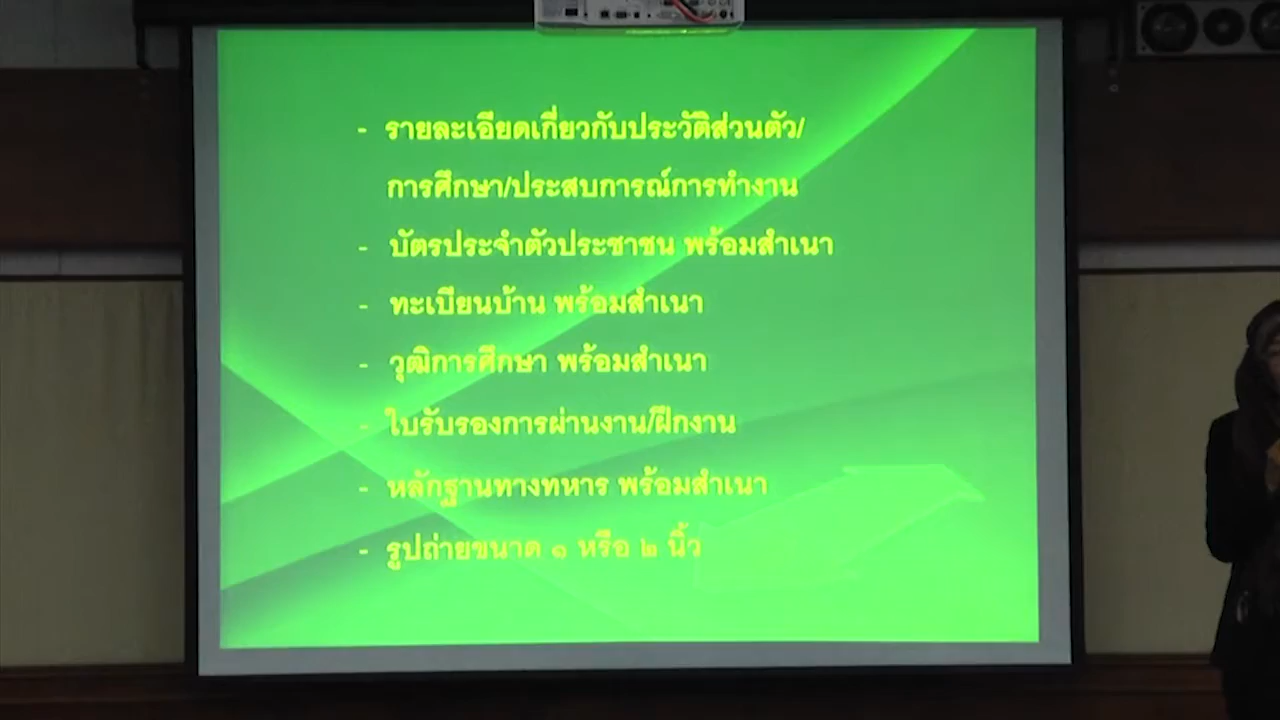 - รายละเอียดเกี่ยวกับประวัติส่วนตัว/
การศึกษา/ประสบการณ์การทำงาน
- บัตรประจำตัวประชาชน พร้อมสำเนา
- ทะเบียนบ้าน พร้อมสำเนา
- วุฒิการศึกษา พร้อมสำเนา
- ใบรับรองการผ่านงาน/ฝึกงาน
- หลักฐานทางทหาร พร้อมสำเนา
- รูปถ่ายขนาด ๑ หรือ ๒ นิ้ว